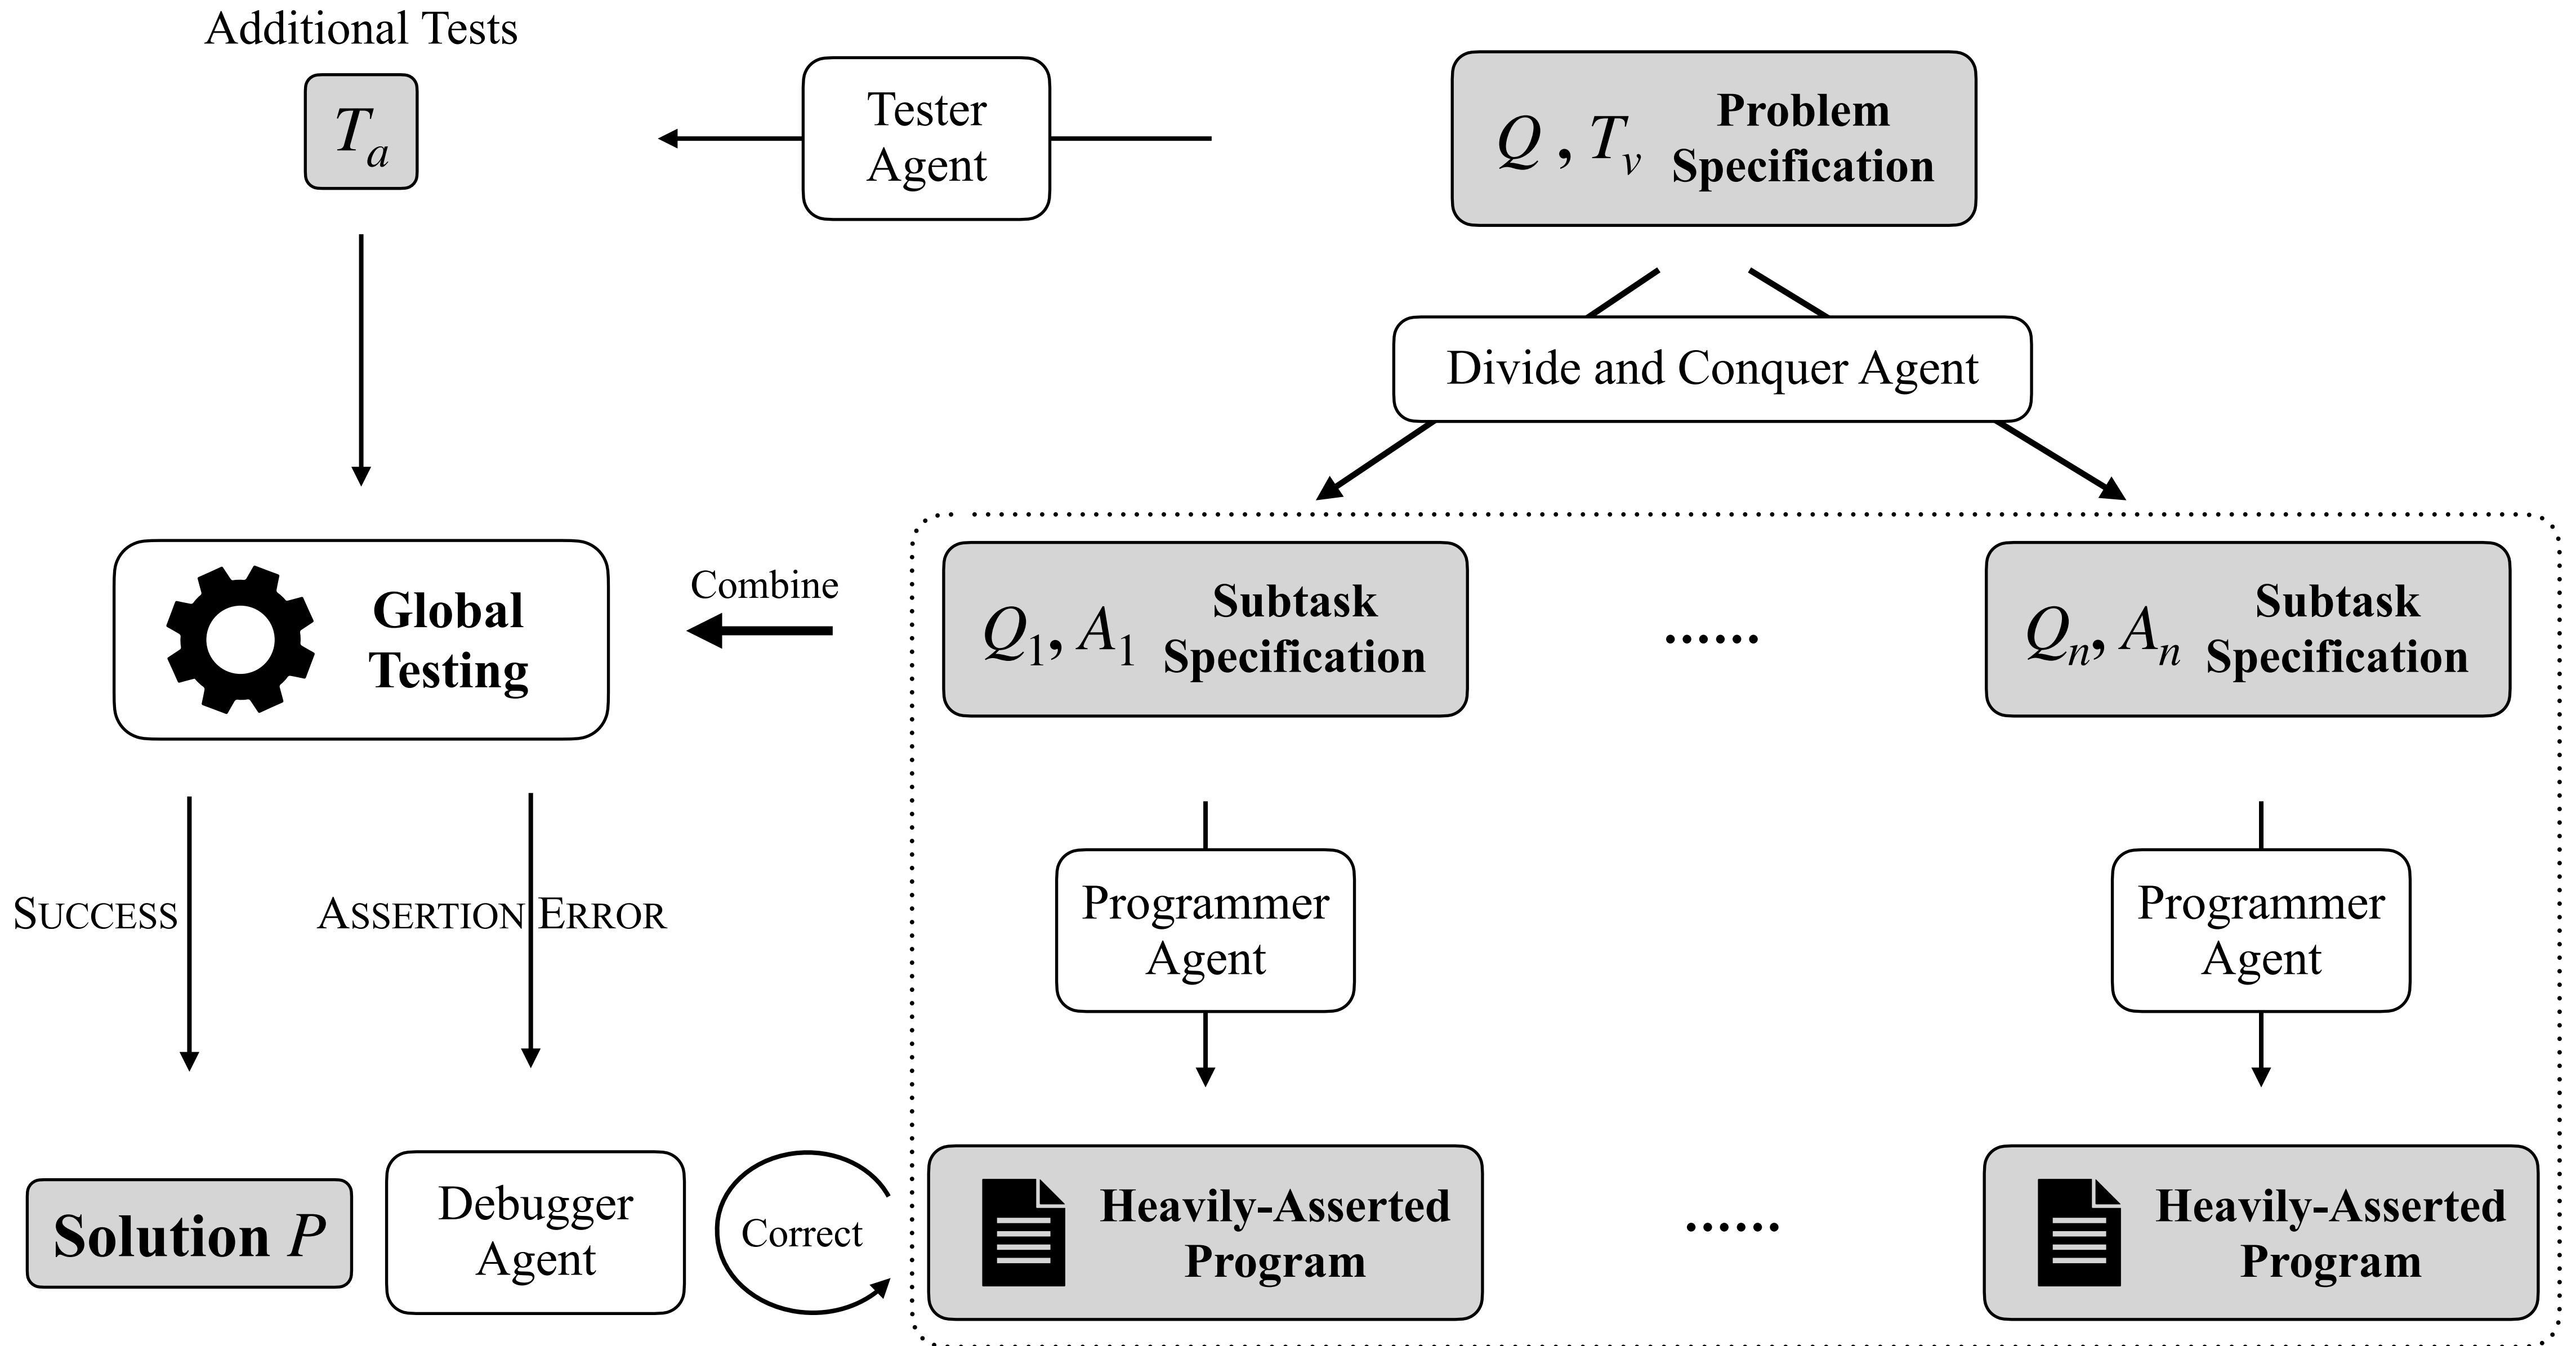 Additional Tests
T_a
Tester
Agent
Q , T_v
Problem
Specification
Divide and Conquer Agent
Global
Testing
Combine
Q_1, A_1
Subtask
Specification
......
Q_n, A_n
Subtask
Specification
SUCCESS
ASSERTION ERROR
Programmer
Agent
Programmer
Agent
Solution P
Debugger
Agent
Correct
Heavily-Asserted
Program
......
Heavily-Asserted
Program